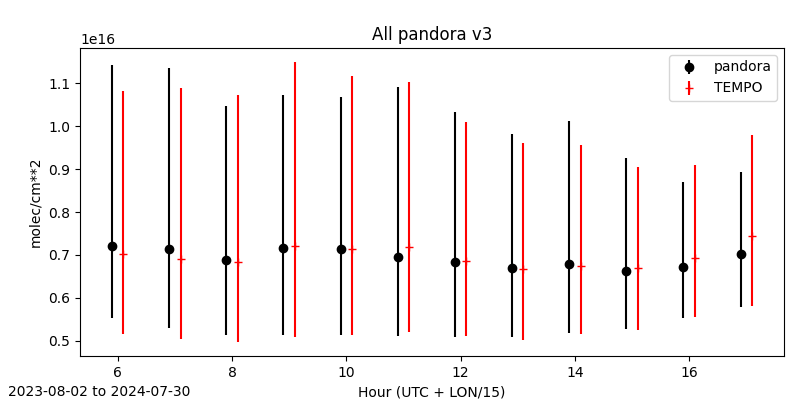 All pandora v3
1e16
pandora
TEMPO
1.1
1.0
0.9
0.8
0.7
0.6
0.5
molec/cm**2
6 8 10 12 14 16
Hour (UTC + LON/15)
2023-08-02 to 2024-07-30